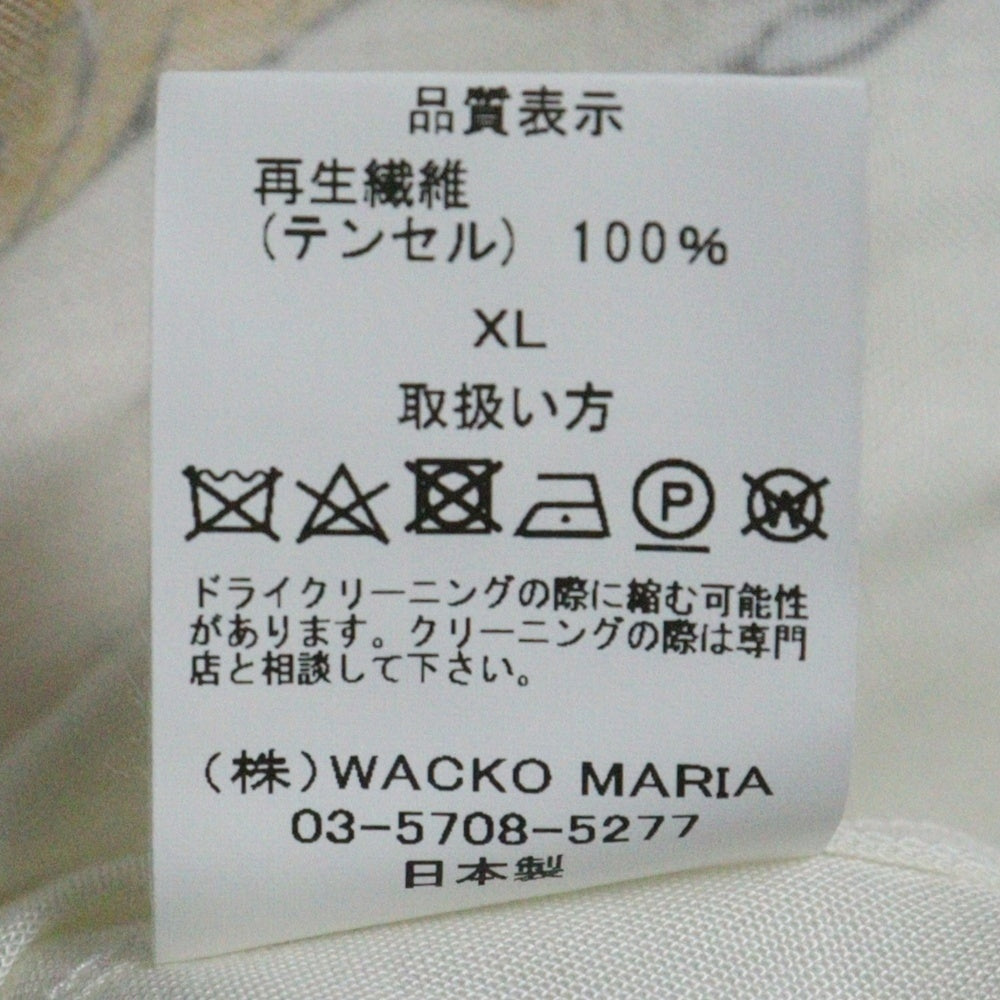 品質表示
再生繊維
(テンセル) 100%
XL
取扱い方
P W
ドライクリーニングの際に縮む可能性
があります。クリーニングの際は専門
店と相談して下さい。
(株)WACKO MARIA
03-5708-5277
日本製